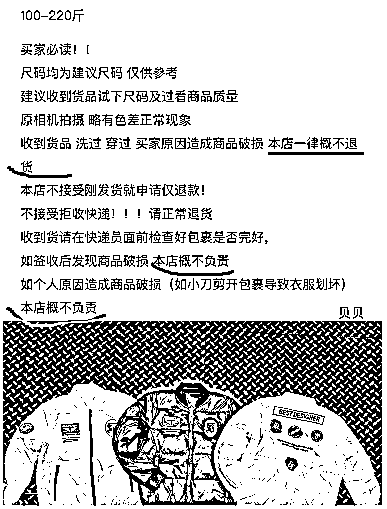 100-220斤
买家必读！！
尺码均为建议尺码 仅供参考
建议收到货品试下尺码及过看商品质量
原相机拍摄 略有色差正常现象
收到货品 洗过 穿过 买家原因造成商品破损 本店一律概不退
货
本店不接受刚发货就申请仅退款！
不接受拒收快递！！！请正常退货
收到货请在快递员面前检查好包裹是否完好，
如签收后发现商品破损 本店概不负责
如个人原因造成商品破损（如小刀剪开包裹导致衣服划坏）
本店概不负责
贝贝
BEST DESIGNER